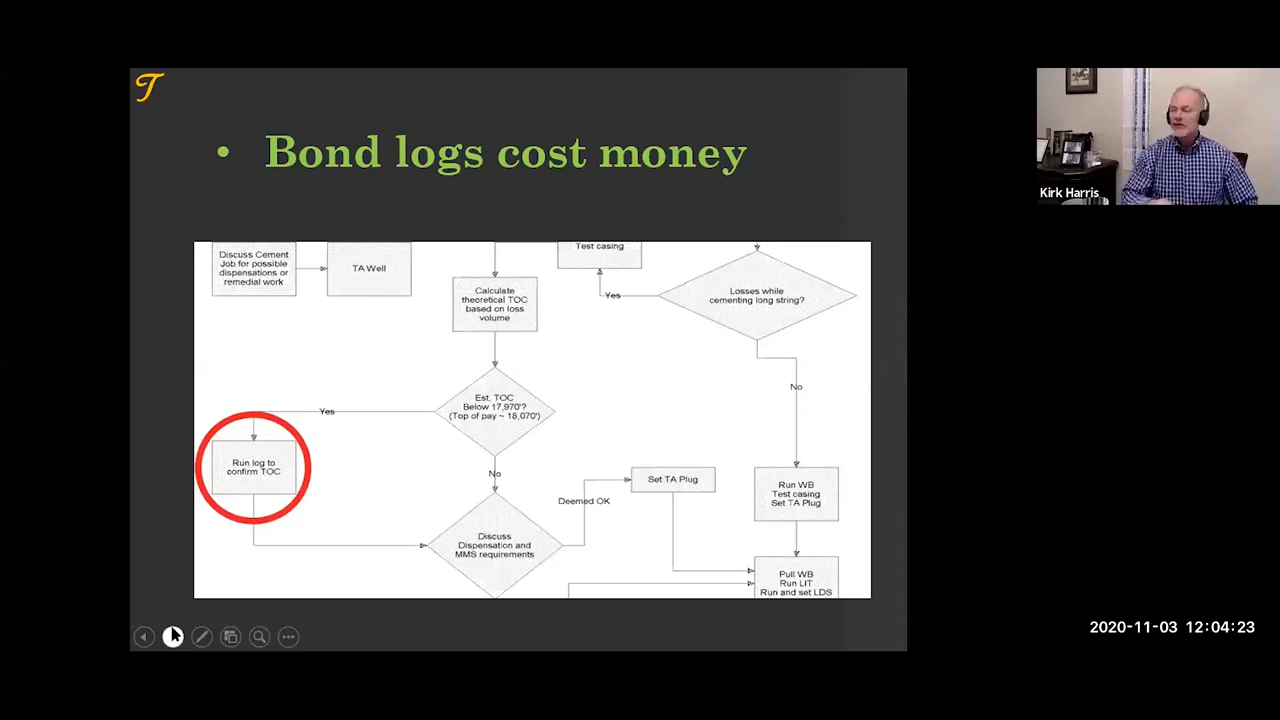 T
• Bond logs cost money
Discuss Cement
Job for possible
dispensations or
remedial work
TA Well
Calculate
theoretical TOC
based on loss
volume
Test casing
Yes
Losses while
cementing long string?
No
Est. TOC
Below 17,970'?
(Top of pay ~ 18,070')
Yes
No
Run log to
confirm TOC
Discuss
Dispensation and
MMS requirements
Deemed OK
Set TA Plug
Run WB
Test casing
Set TA Plug
Pull WB
Run LIT
Run and set LDS
Kirk Harris
2020-11-03 12:04:23